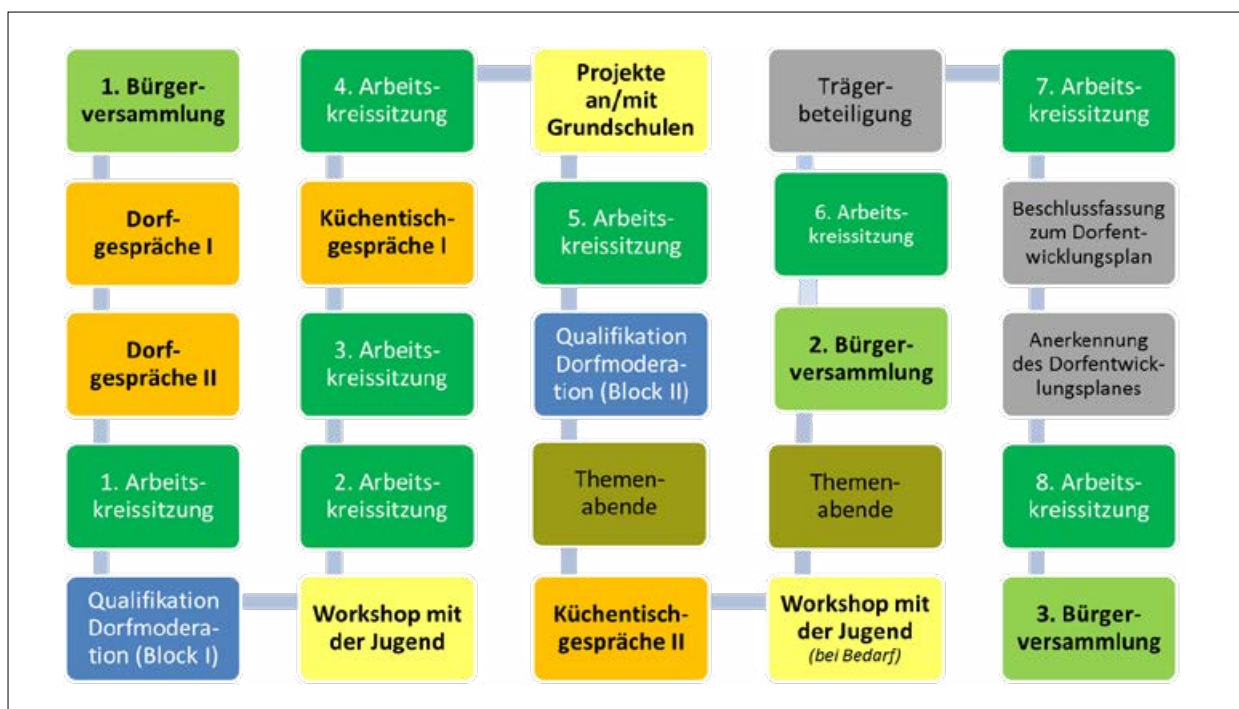 1. Bürger-
versammlung
Dorf-
gespräche I
Dorf-
gespräche II
1. Arbeits-
kreissitzung
Qualifikation
Dorfmodera-
tion (Block I)
Workshop mit
der Jugend
2. Arbeits-
kreissitzung
3. Arbeits-
kreissitzung
Küchentisch-
gespräche I
4. Arbeits-
kreissitzung
Projekte
an/mit
Grundschulen
5. Arbeits-
kreissitzung
Qualifikation
Dorfmodera-
tion (Block II)
Themen-
abende
Küchentisch-
gespräche II
Workshop mit
der Jugend
(bei Bedarf)
Themen-
abende
2. Bürger-
versammlung
6. Arbeits-
kreissitzung
Träger-
beteiligung
7. Arbeits-
kreissitzung
Beschlussfassung
zum Dorfent-
wicklungsplan
Anerkennung
des Dorfentwick-
lungsplanes
8. Arbeits-
kreissitzung
3. Bürger-
versammlung